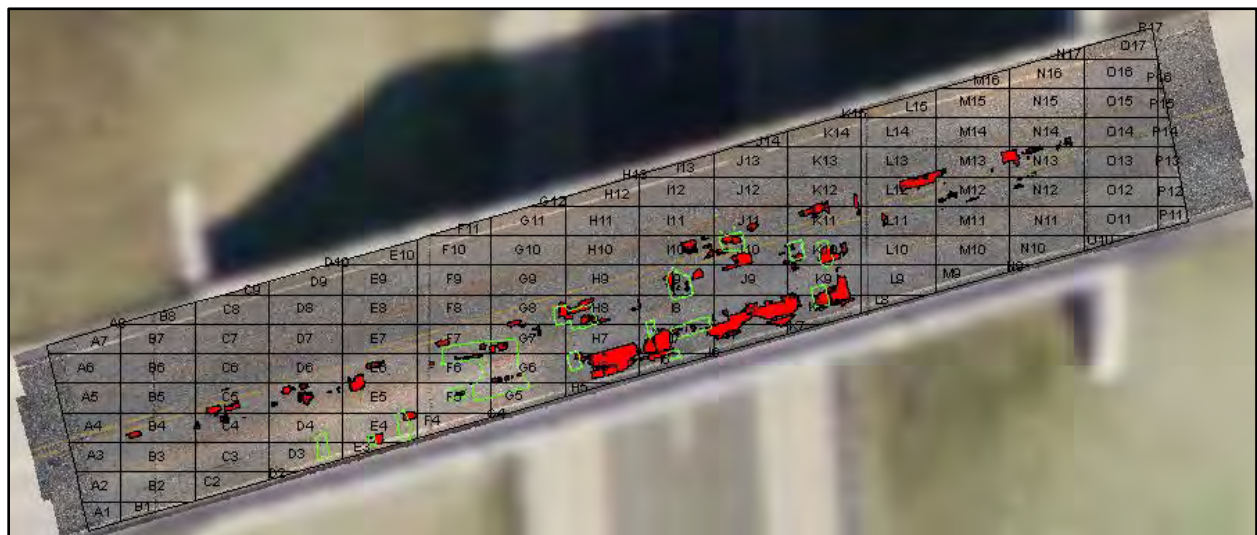 P17
N17 O17
M16 N16 O16 P16
K15 L15 M15 N15 O15 P15
J14 K14 L14 M14 N14 O14 P14
H13 I13 J13 K13 L13 M13 N13 O13 P13
G12 H12 I12 J12 K12 L12 M12 N12 O12 P12
F11 G11 H11 I11 J11 K11 L11 M11 N11 O11 P11
D10 E10 F10 G10 H10 I10 J10 K10 L10 M10 N10 O10
C9 D9 E9 F9 G9 H9 I9 J9 K9 L9 M9 N9
A8 B8 C8 D8 E8 F8 G8 H8 I8 L8
A7 B7 C7 D7 E7 F7 G7 H7 K7
A6 B6 C6 D6 E6 F6 G6 J6
A5 B5 C5 D5 E5 F5 G5 H5
A4 B4 C4 D4 E4 F4 G4
A3 B3 C3 D3 E3
A2 B2 C2 D2
A1 B1